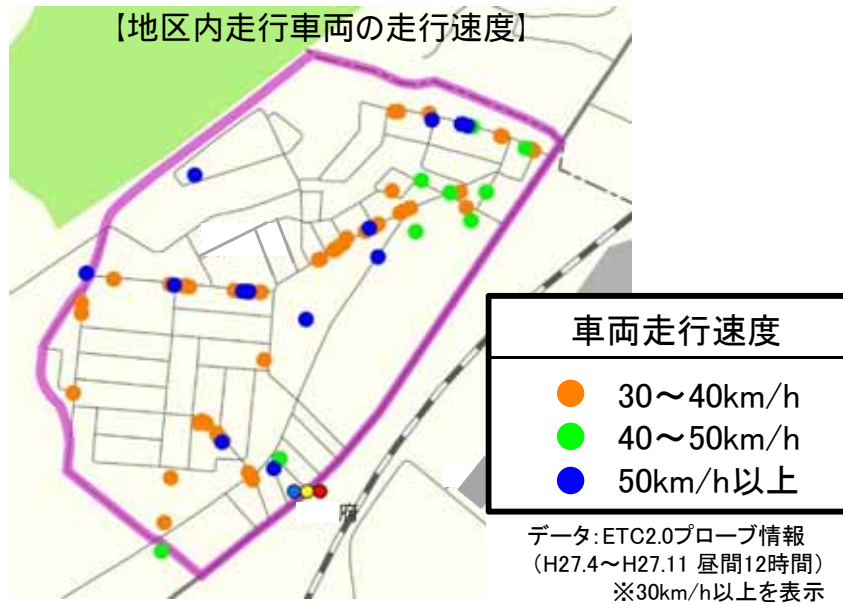 【地区内走行車両の走行速度】
府
車両走行速度
30～40km/h
40～50km/h
50km/h以上
データ:ETC2.0プローブ情報
(H27.4～H27.11 昼間12時間)
※30km/h以上を表示